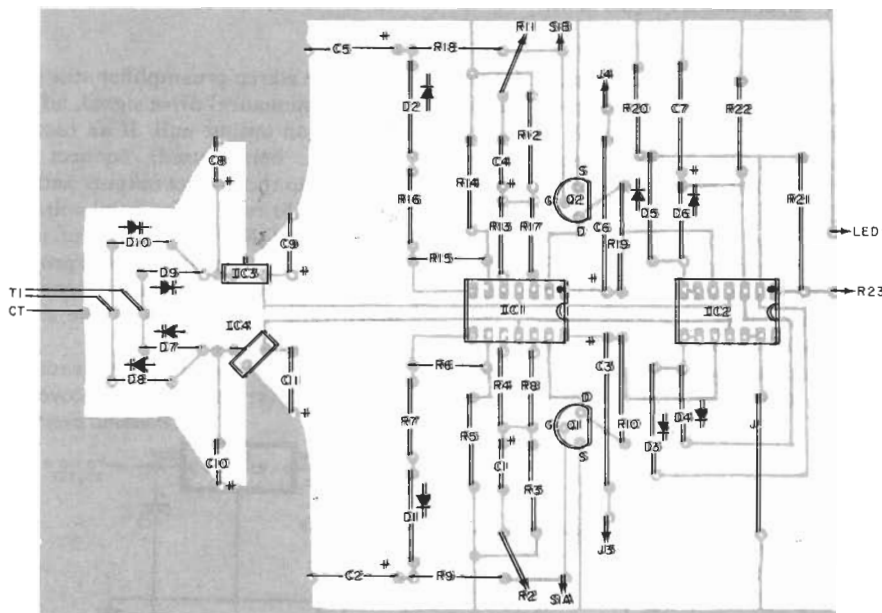 R11 S1B
C5 R18
J4
D2 R20 C7 R22
R12
C8 C4
R14 R21
R16 S
G Q2 D5 D6
D10 R13 R17 D C6 R19
C9 LED
R15
D9 IC3
T1 R23
CT IC4 IC1 IC2
D7
D8 R6
C11 R4 R8 C3
R7 D
G Q1 R10 D4 J
R5 D3
C10 C1 S
R3
D1
J3
C2 R9 R2 S1A